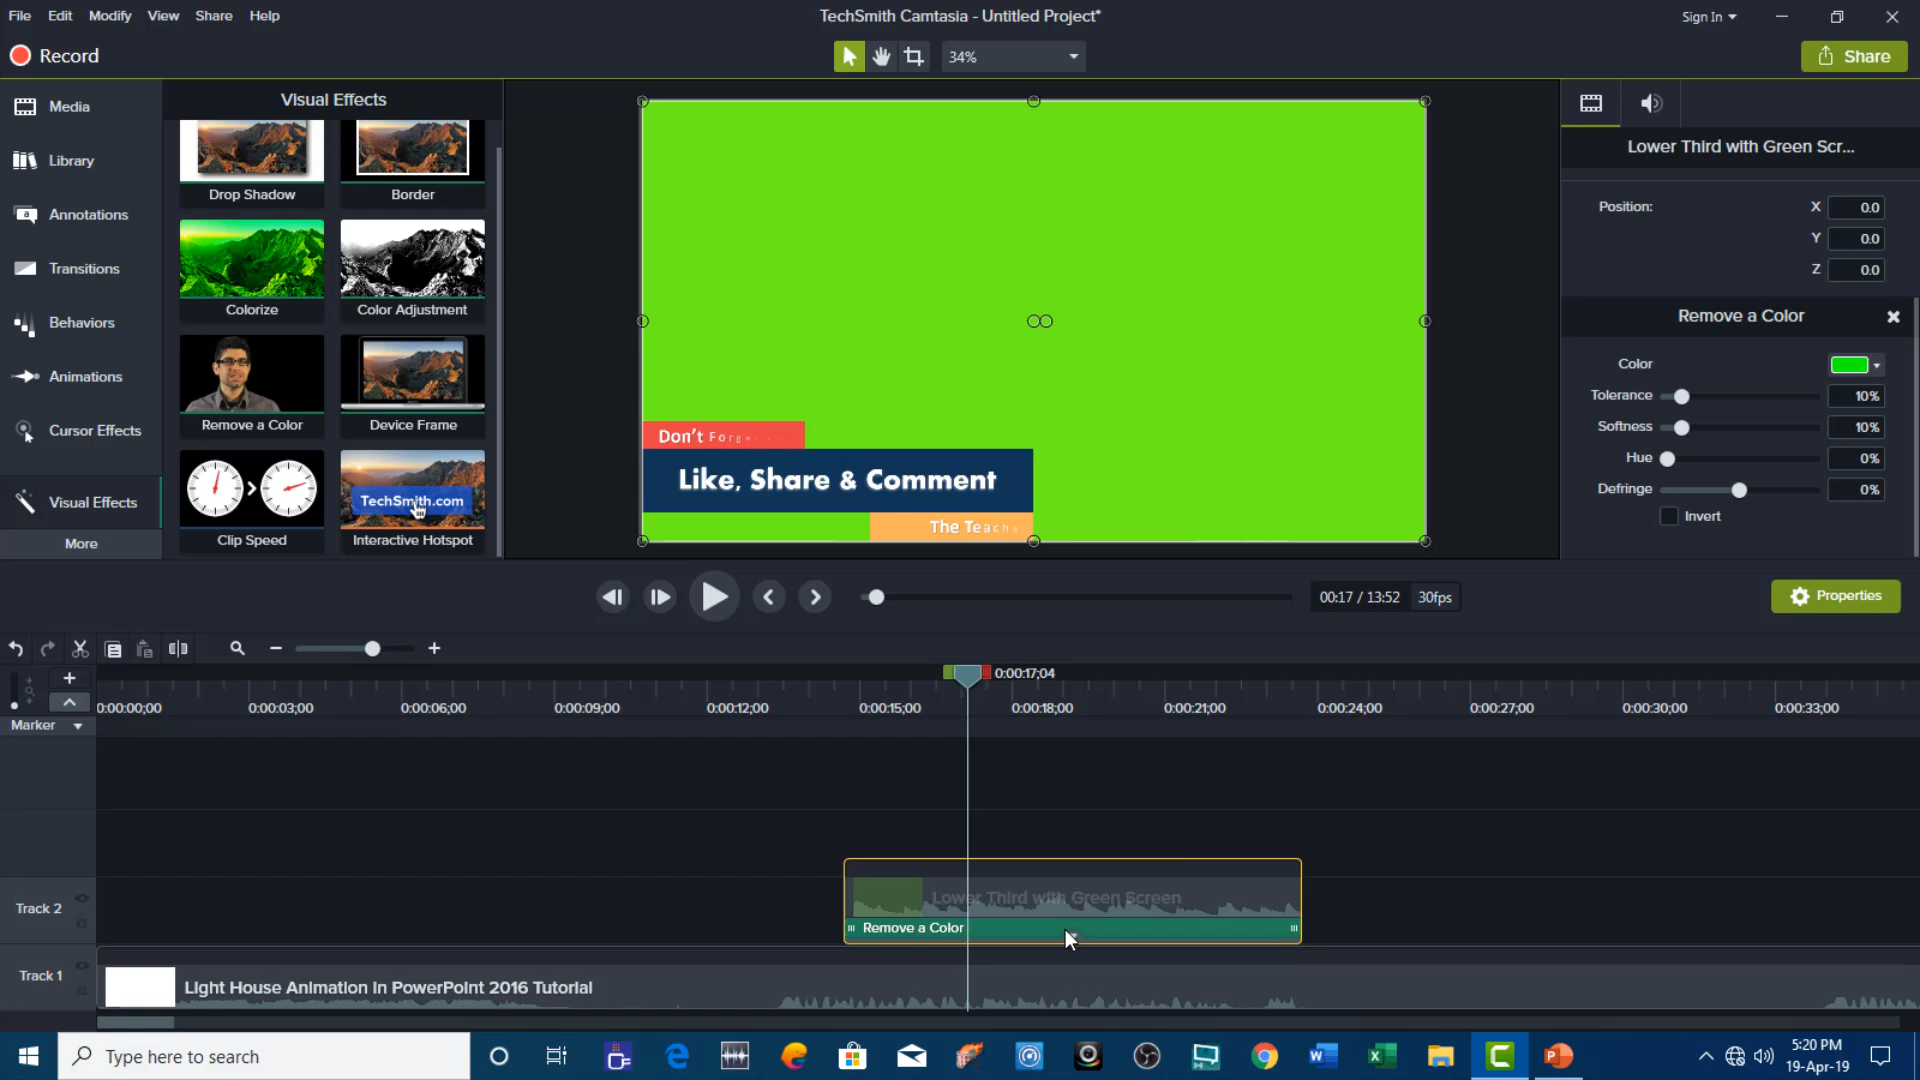 File Edit Modify View Share Help
TechSmith Camtasia - Untitled Project*
Sign In
Record
34%
Share
Media
Library
Annotations
Transitions
Behaviors
Animations
Cursor Effects
Visual Effects
More
Visual Effects
Drop Shadow
Border
Colorize
Color Adjustment
Remove a Color
Device Frame
TechSmith.com
Clip Speed
Interactive Hotspot
Don't Forge
Like, Share & Comment
The Teache
Lower Third with Green Scr...
Position: X 0.0
Y 0.0
Z 0.0
Remove a Color
Color
Tolerance 10%
Softness 10%
Hue 0%
Defringe 0%
Invert
00:17 / 13:52 30fps
Properties
0:00:17;04
0:00:00;00 0:00:03;00 0:00:06;00 0:00:09;00 0:00:12;00 0:00:15;00 0:00:18;00 0:00:21;00 0:00:24;00 0:00:27;00 0:00:30;00 0:00:33;00
Marker
Track 2
Lower Third with Green Screen
Remove a Color
Track 1
Light House Animation in PowerPoint 2016 Tutorial
Type here to search
5:20 PM
19-Apr-19